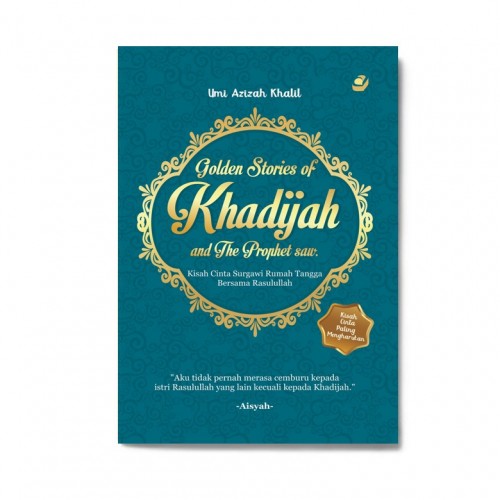 Umi Azizah Khalil
Golden Stories of
Khadijah
and The Prophet saw.
Kisah Cinta Surgawi Rumah Tangga
Bersama Rasulullah
Kisah
Cinta
Paling
Mengharukan
"Aku tidak pernah merasa cemburu kepada
istri Rasulullah yang lain kecuali kepada Khadijah."
-Aisyah-